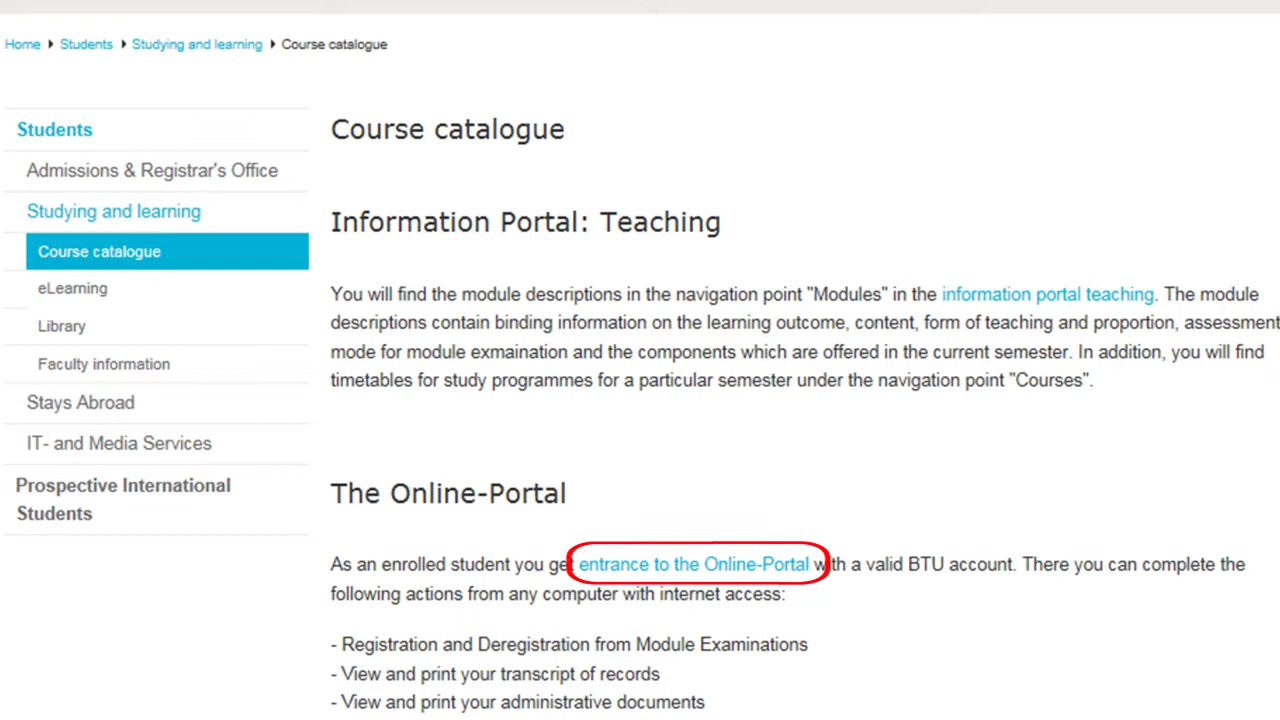 Home Students Studying and learning Course catalogue
Students
Admissions & Registrar's Office
Studying and learning
Course catalogue
eLearning
Library
Faculty information
Stays Abroad
IT- and Media Services
Prospective International
Students
Course catalogue
Information Portal: Teaching
You will find the module descriptions in the navigation point "Modules" in the information portal teaching. The module
descriptions contain binding information on the learning outcome, content, form of teaching and proportion, assessment
mode for module exmaination and the components which are offered in the current semester. In addition, you will find
timetables for study programmes for a particular semester under the navigation point "Courses".
The Online-Portal
As an enrolled student you get entrance to the Online-Portal with a valid BTU account. There you can complete the
following actions from any computer with internet access:
- Registration and Deregistration from Module Examinations
- View and print your transcript of records
- View and print your administrative documents